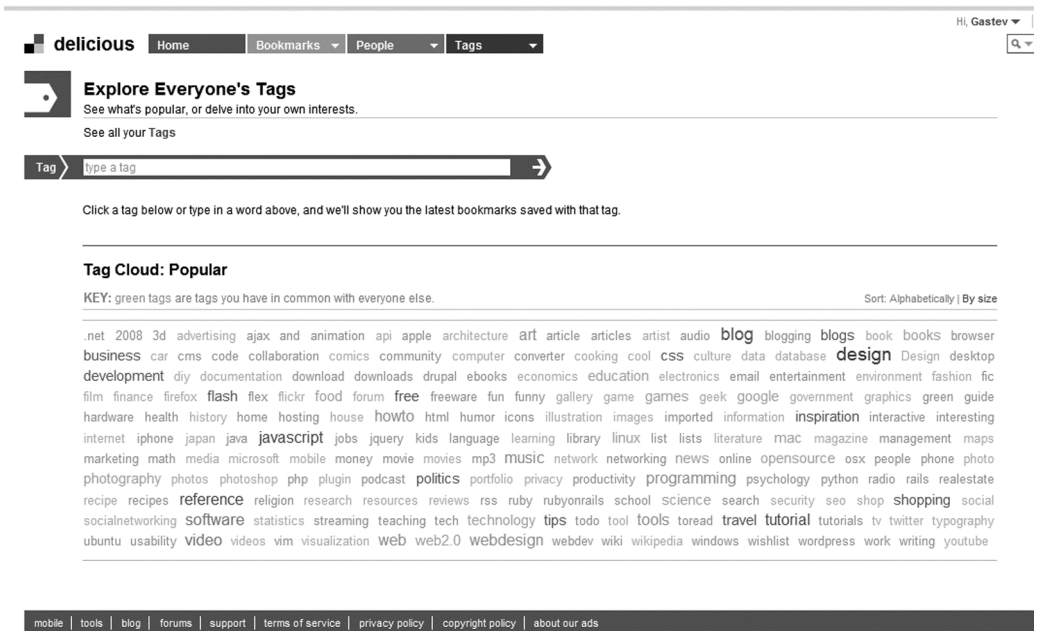 Hi, Gastev
delicious Home Bookmarks People Tags
Explore Everyone's Tags
See what's popular, or delve into your own interests.
See all your Tags
Tag type a tag
Click a tag below or type in a word above, and we'll show you the latest bookmarks saved with that tag.
Tag Cloud: Popular
KEY: green tags are tags you have in common with everyone else. Sort: Alphabetically | By size
.net 2008 3d advertising ajax and animation api apple architecture art article articles artist audio blog blogging blogs book books browser
business car cms code collaboration comics community computer converter cooking cool css culture data database design Design desktop
development diy documentation download downloads drupal ebooks economics education electronics email entertainment environment fashion fic
film finance firefox flash flex flickr food forum free freeware fun funny gallery game games geek google government graphics green guide
hardware health history home hosting house howto html humor icons illustration images imported information inspiration interactive interesting
internet iphone japan java javascript jobs jquery kids language learning library linux list lists literature mac magazine management maps
marketing math media microsoft mobile money movie movies mp3 music network networking news online opensource osx people phone photo
photography photos photoshop php plugin podcast politics portfolio privacy productivity programming psychology python radio rails realestate
recipe recipes reference religion research resources reviews rss ruby rubyonrails school science search security seo shop shopping social
socialnetworking software statistics streaming teaching tech technology tips todo tool tools toread travel tutorial tutorials tv twitter typography
ubuntu usability video videos vim visualization web web2.0 webdesign webdev wiki wikipedia windows wishlist wordpress work writing youtube
mobile | tools | blog | forums | support | terms of service | privacy policy | copyright policy | about our ads